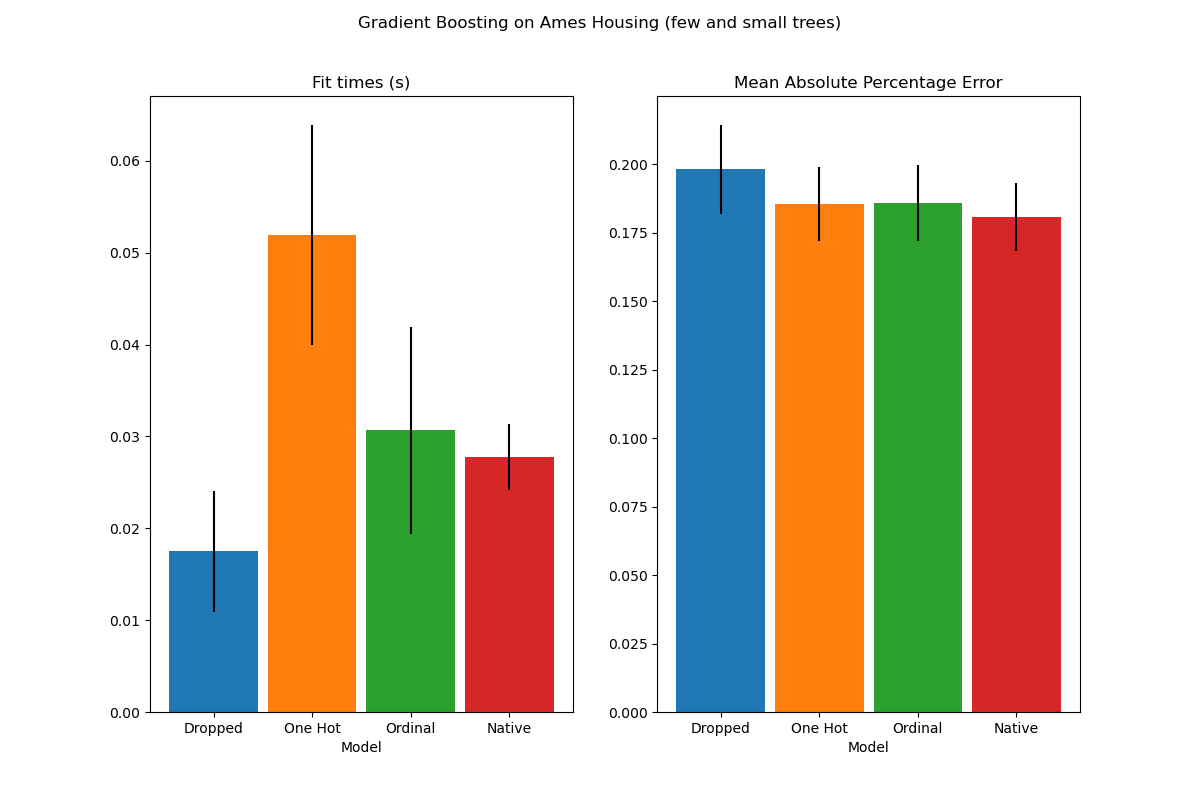 Gradient Boosting on Ames Housing (few and small trees)
Fit times (s)
0.06
0.05
0.04
0.03
0.02
0.01
0.00
Dropped One Hot Ordinal Native
Model
Mean Absolute Percentage Error
0.200
0.175
0.150
0.125
0.100
0.075
0.050
0.025
0.000
Dropped One Hot Ordinal Native
Model